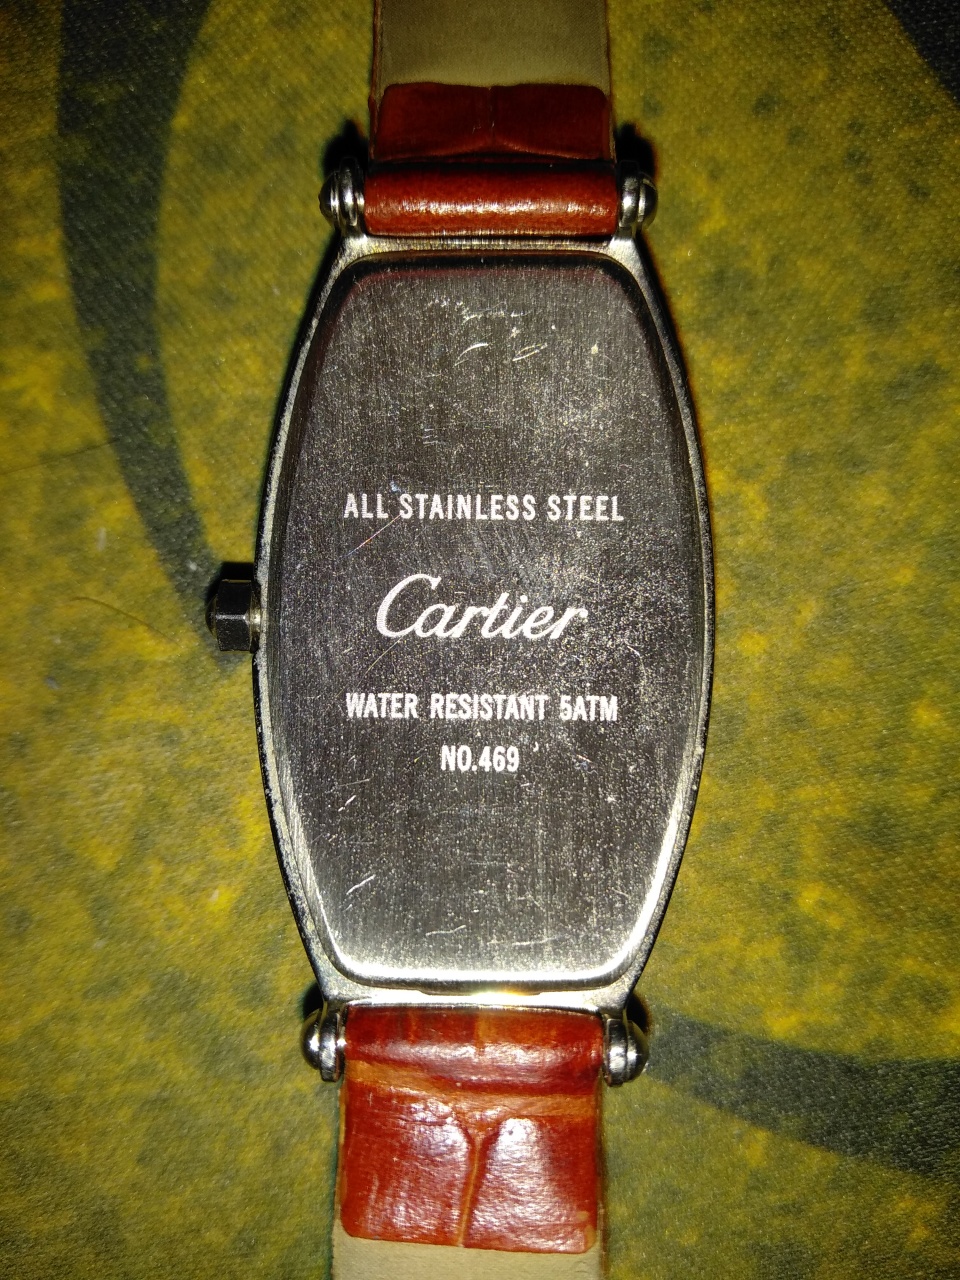 ALL STAINLESS STEEL
Cartier
WATER RESISTANT 5ATM
NO.469